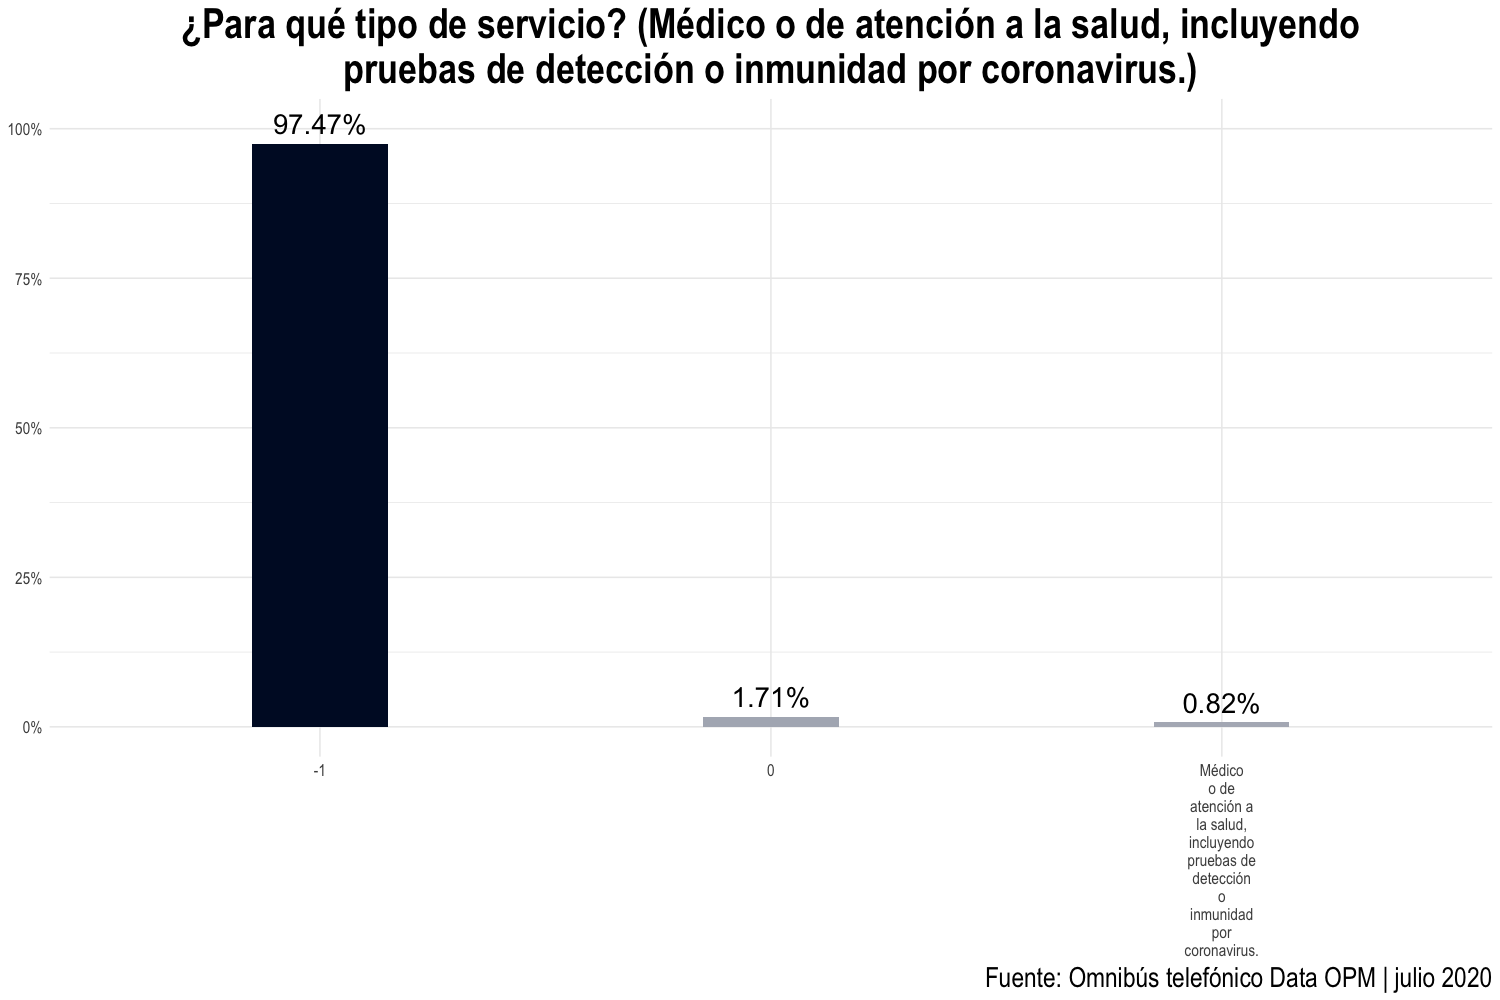 ¿Para qué tipo de servicio? (Médico o de atención a la salud, incluyendo
pruebas de detección o inmunidad por coronavirus.)
100%
75%
50%
25%
0%
97.47%
1.71%
0.82%
-1
0
Médico
o de
atención a
la salud,
incluyendo
pruebas de
detección
o
inmunidad
por
coronavirus.
Fuente: Omnibús telefónico Data OPM | julio 2020